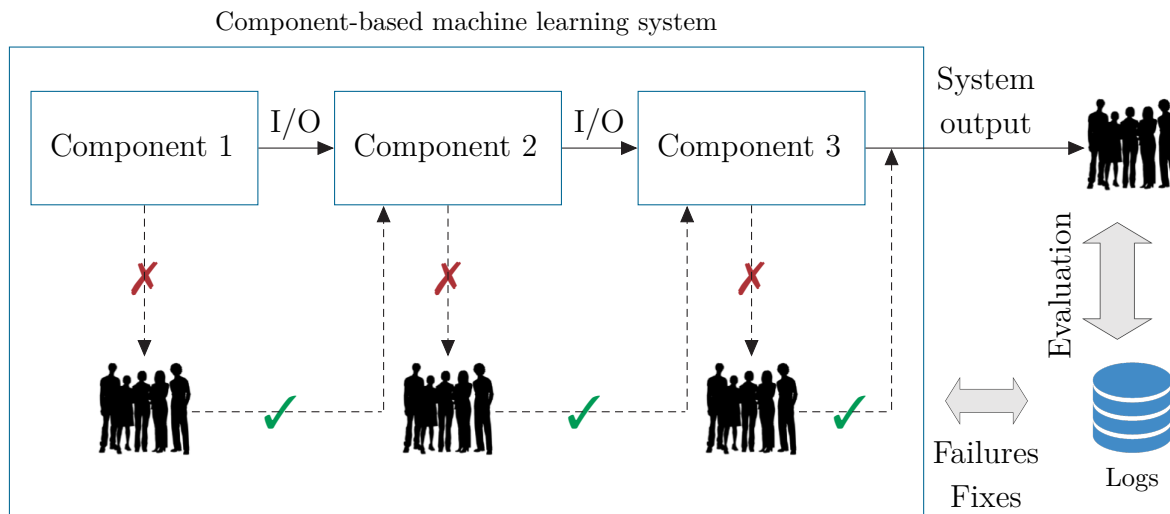 Component-based machine learning system
Component 1
I/O
Component 2
I/O
Component 3
System
output
Evaluation
Failures
Fixes
Logs